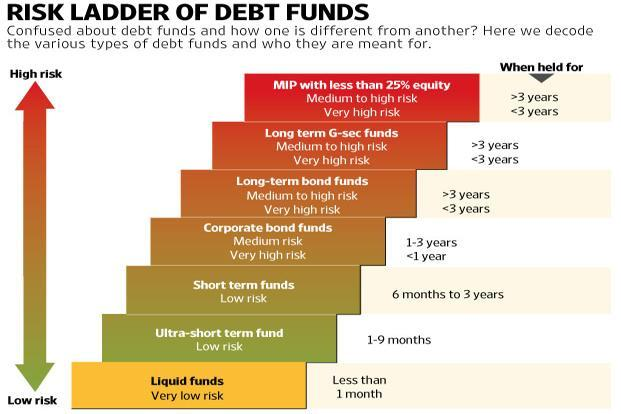 RISK LADDER OF DEBT FUNDS
Confused about debt funds and how one is different from another? Here we decode
the various types of debt funds and who they are meant for.
High risk
When held for
MIP with less than 25% equity
Medium to high risk >3 years
Very high risk <3 years
Long term G-sec funds
Medium to high risk >3 years
Very high risk <3 years
Long-term bond funds
Medium to high risk >3 years
Very high risk <3 years
Corporate bond funds
Medium risk 1-3 years
Very high risk <1 year
Short term funds
Low risk
6 months to 3 years
Ultra-short term fund
Low risk
1-9 months
Liquid funds Less than
Very low risk 1 month
Low risk